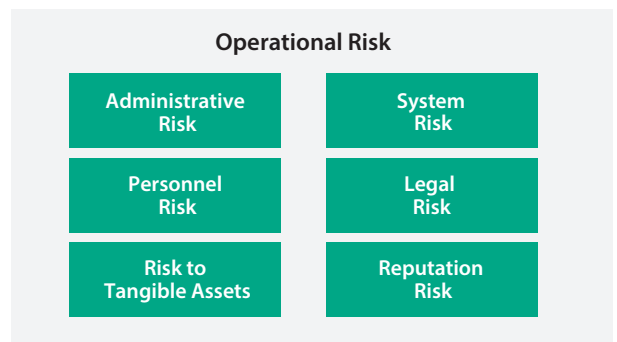 Operational Risk
Administrative
Risk
System
Risk
Personnel
Risk
Legal
Risk
Risk to
Tangible Assets
Reputation
Risk